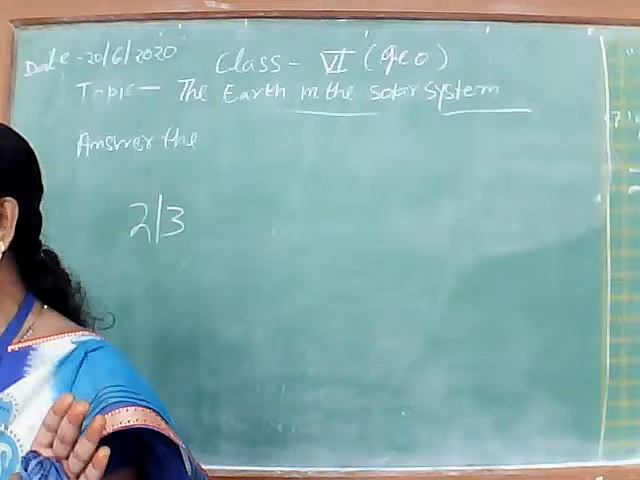 Date - 20/6/2020
Class - VI (geo)
Topic - The Earth in the solar system
Answer the
2/3